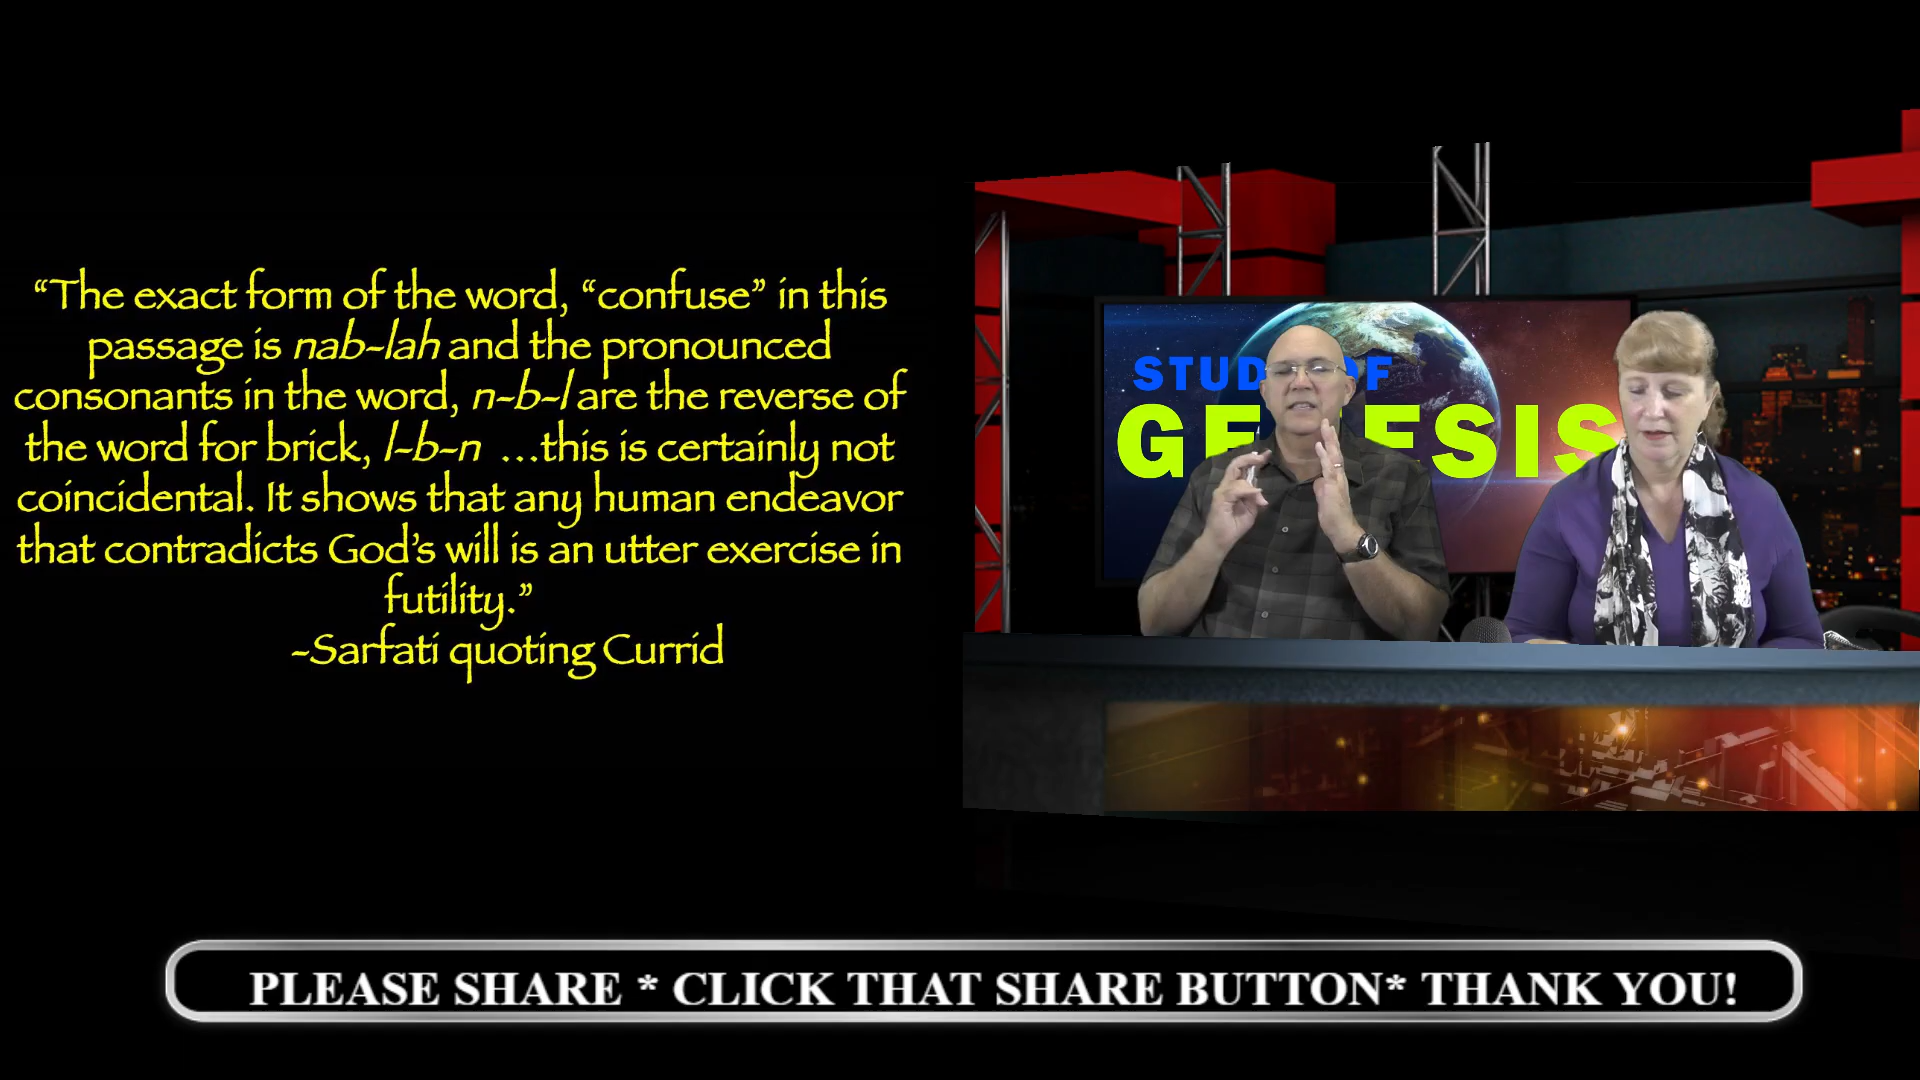 “The exact form of the word, “confuse” in this
passage is nab-lah and the pronounced
consonants in the word, n-b-l are the reverse of
the word for brick, l-b-n …this is certainly not
coincidental. It shows that any human endeavor
that contradicts God’s will is an utter exercise in
futility.”
-Sarfati quoting Currid
STUD OF
GENESIS
PLEASE SHARE * CLICK THAT SHARE BUTTON* THANK YOU!